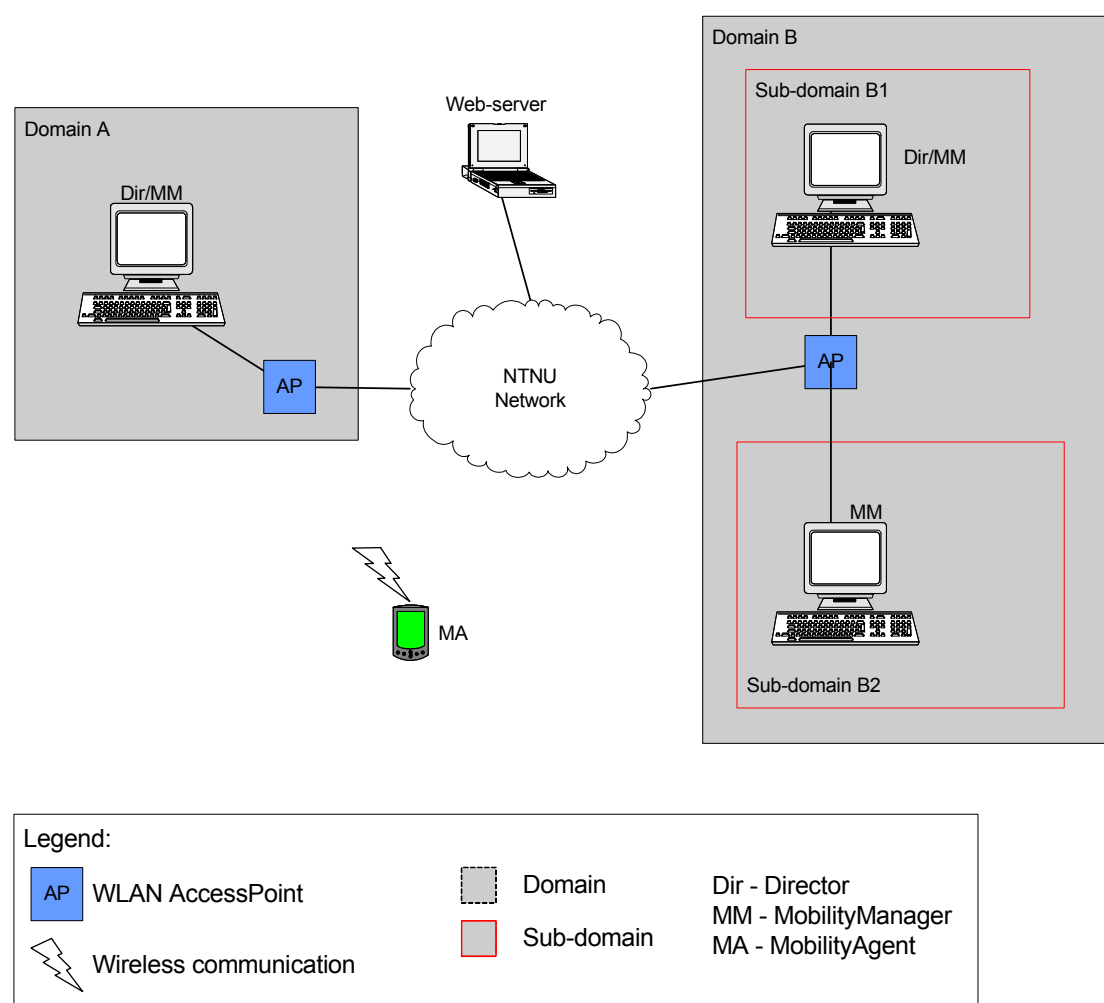 Domain B
Sub-domain B1
Web-server
Domain A
Dir/MM
Dir/MM
AP
NTNU
Network
AP
MM
MA
Sub-domain B2
Legend:
AP
WLAN AccessPoint
Wireless communication
Domain
Sub-domain
Dir - Director
MM - MobilityManager
MA - MobilityAgent